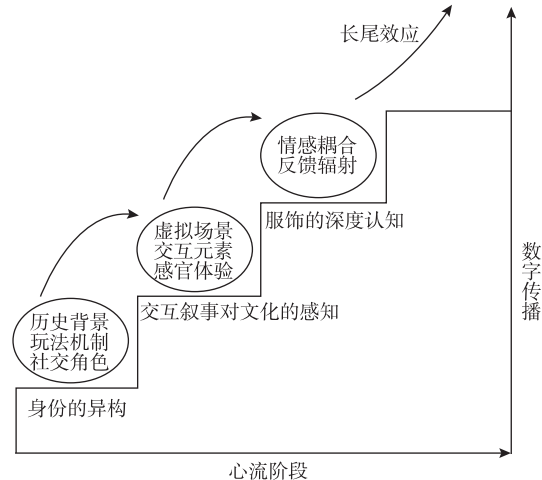 长尾效应
情感耦合
反馈辐射
服饰的深度认知
虚拟场景
交互元素
感官体验
交互叙事对文化的感知
历史背景
玩法机制
社交角色
身份的异构
心流阶段
数字传播